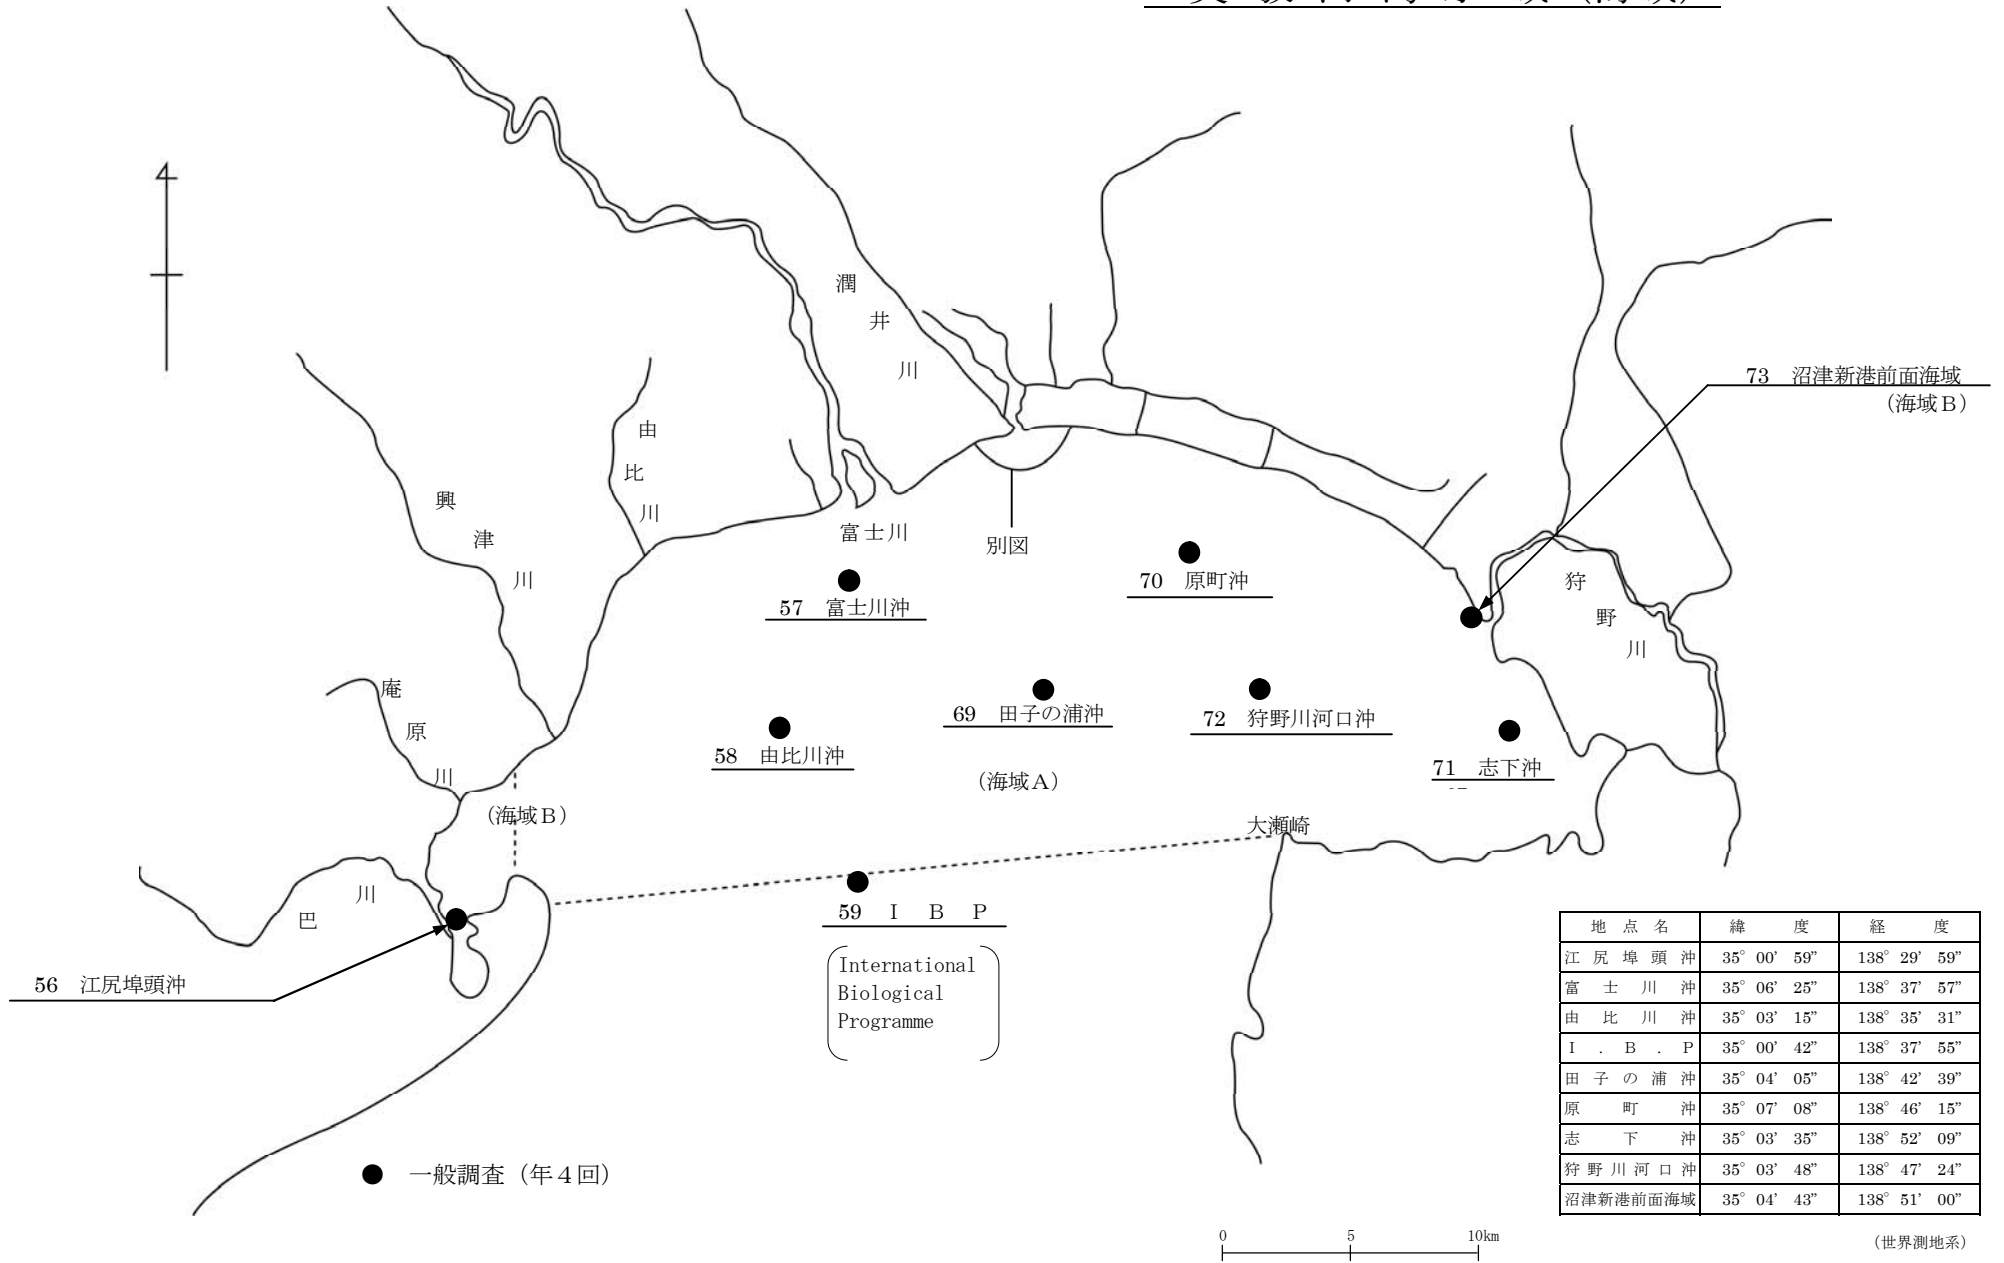 潤井川
73 沼津新港前面海域
(海域B)
由比川
興津川
富士川
別図
70 原町沖
57 富士川沖
狩野川
庵原川
69 田子の浦沖
72 狩野川河口沖
58 由比川沖
71 志下沖
(海域A)
(海域B)
大瀬崎
巴川
59 I B P
International
Biological
Programme
56 江尻埠頭沖
● 一般調査（年4回）
地点名 緯度 経度
江尻埠頭沖 35° 00' 59” 138° 29' 59”
富士川沖 35° 06' 25” 138° 37' 57”
由比川沖 35° 03' 15” 138° 35' 31”
I . B . P 35° 00' 42” 138° 37' 55”
田子の浦沖 35° 04' 05” 138° 42' 39”
原町沖 35° 07' 08” 138° 46' 15”
志下沖 35° 03' 35” 138° 52' 09”
狩野川河口沖 35° 03' 48” 138° 47' 24”
沼津新港前面海域 35° 04' 43” 138° 51' 00”
0 5 10km
(世界測地系)